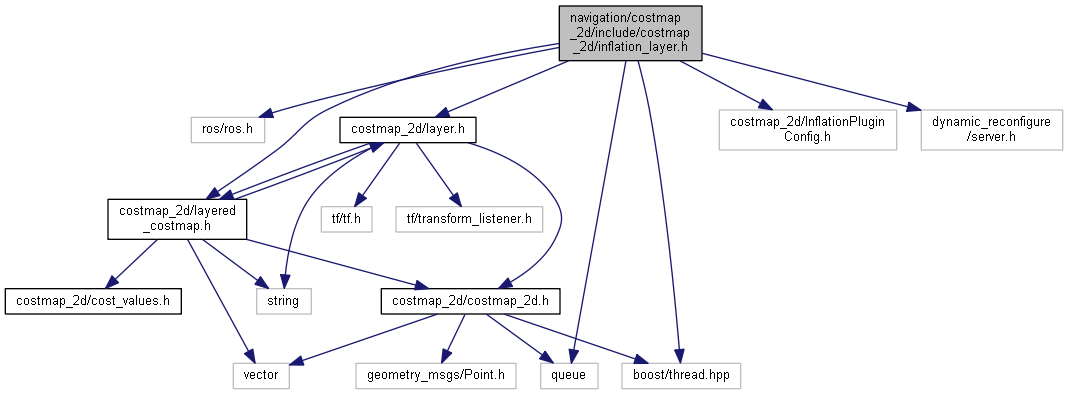 navigation/costmap
_2d/include/costmap
_2d/inflation_layer.h
ros/ros.h
costmap_2d/layer.h
costmap_2d/InflationPlugin
Config.h
dynamic_reconfigure
/server.h
costmap_2d/layered
_costmap.h
tf/tf.h
tf/transform_listener.h
costmap_2d/cost_values.h
string
costmap_2d/costmap_2d.h
vector
geometry_msgs/Point.h
queue
boost/thread.hpp